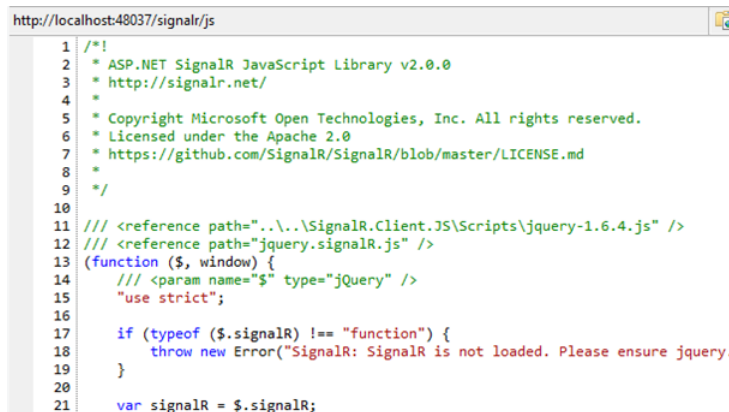 http://localhost:48037/signalr/js
1 /*!
2  * ASP.NET SignalR JavaScript Library v2.0.0
3  * http://signalr.net/
4  *
5  * Copyright Microsoft Open Technologies, Inc. All rights reserved.
6  * Licensed under the Apache 2.0
7  * https://github.com/SignalR/SignalR/blob/master/LICENSE.md
8  *
9  */
10
11 /// <reference path="..\..\SignalR.Client.JS\Scripts\jquery-1.6.4.js" />
12 /// <reference path="jquery.signalR.js" />
13 (function ($, window) {
14     /// <param name="$" type="jQuery" />
15     "use strict";
16
17     if (typeof ($.signalR) !== "function") {
18         throw new Error("SignalR: SignalR is not loaded. Please ensure jquery.
19     }
20
21     var signalR = $.signalR;